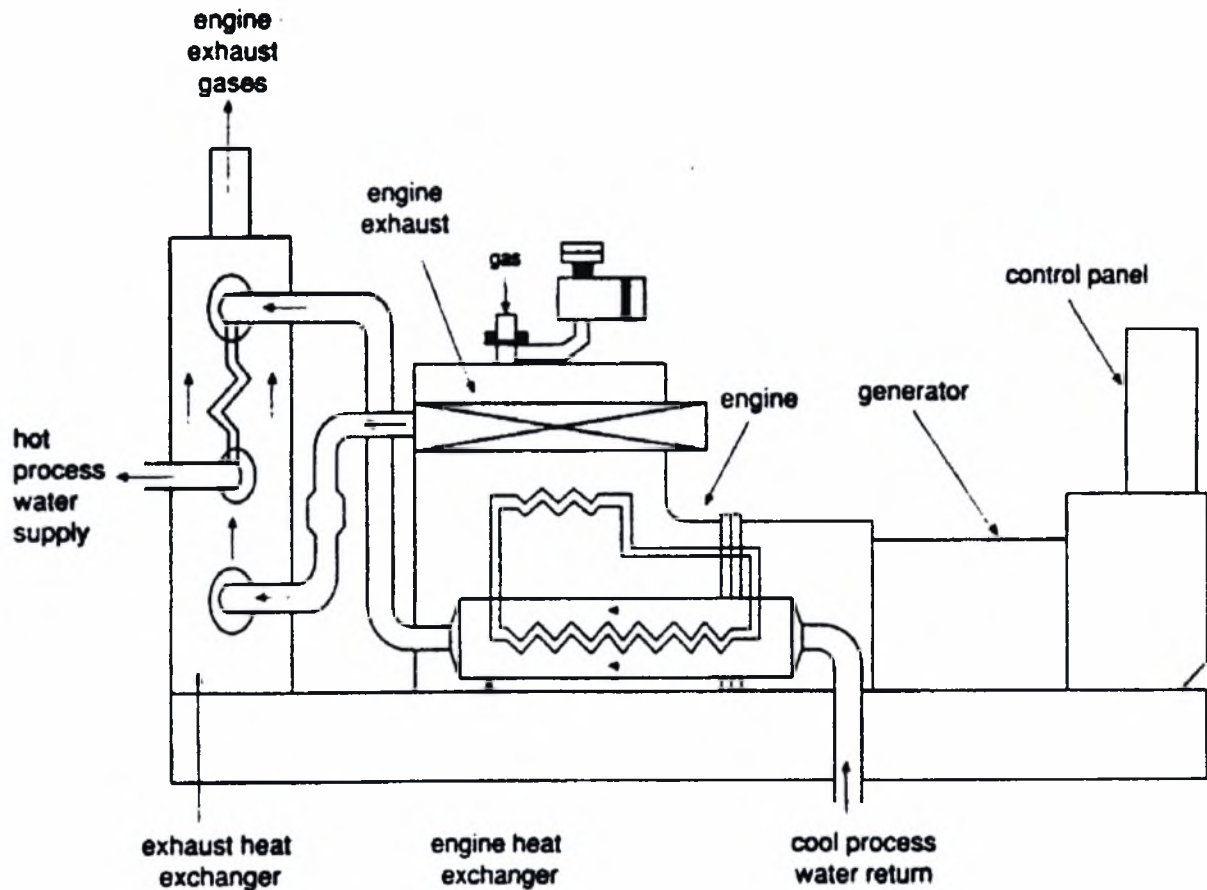 engine
exhaust
gases
engine
exhaust
gas
control panel
engine
generator
hot
process
water
supply
exhaust heat
exchanger
engine heat
exchanger
cool process
water return